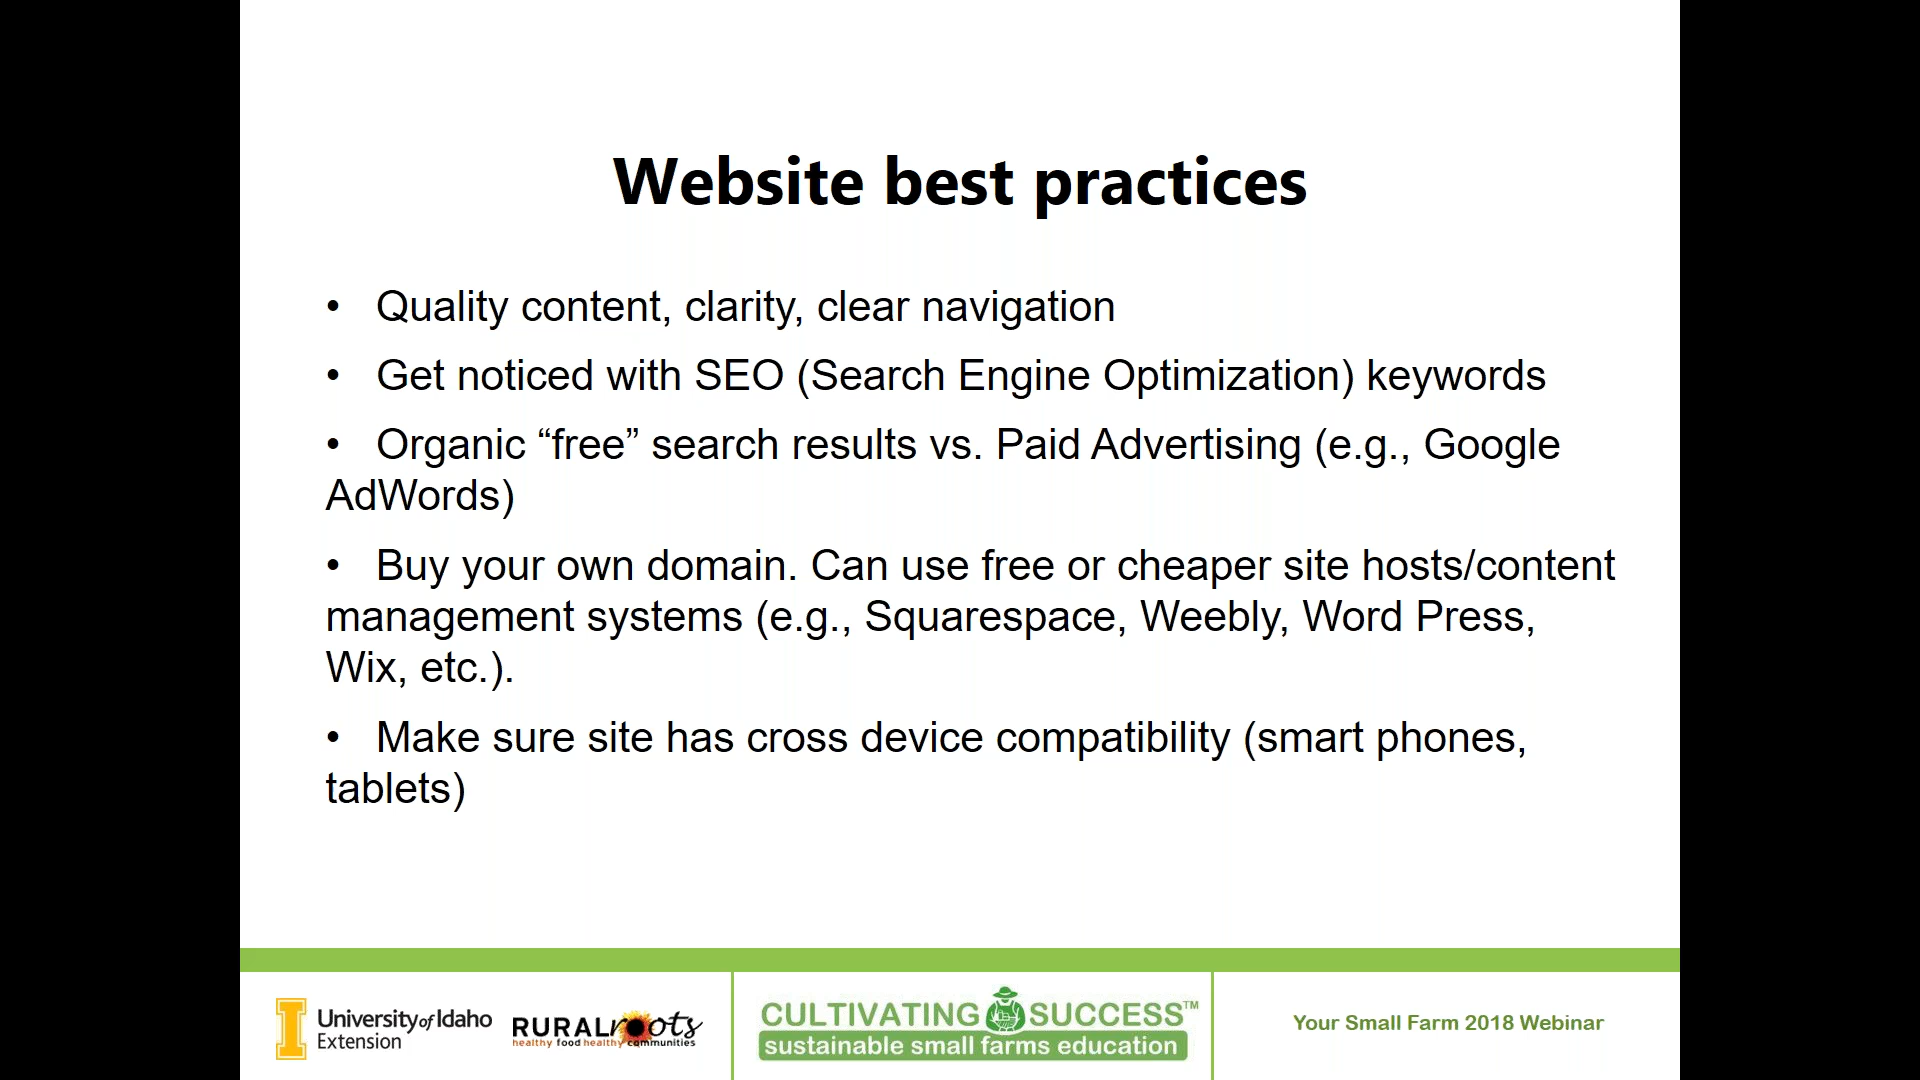 Website best practices
• Quality content, clarity, clear navigation
• Get noticed with SEO (Search Engine Optimization) keywords
• Organic “free” search results vs. Paid Advertising (e.g., Google
AdWords)
• Buy your own domain. Can use free or cheaper site hosts/content
management systems (e.g., Squarespace, Weebly, Word Press,
Wix, etc.).
• Make sure site has cross device compatibility (smart phones,
tablets)
I
University of Idaho
Extension
RURAL roots
healthy food healthy communities
CULTIVATING SUCCESS™
sustainable small farms education
Your Small Farm 2018 Webinar